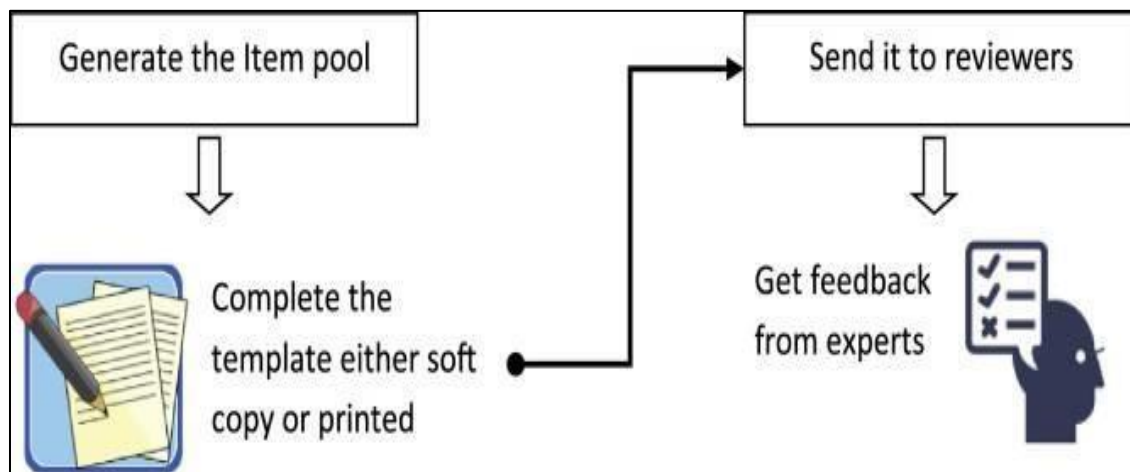 Generate the Item pool
Complete the
template either soft
copy or printed
Send it to reviewers
Get feedback
from experts